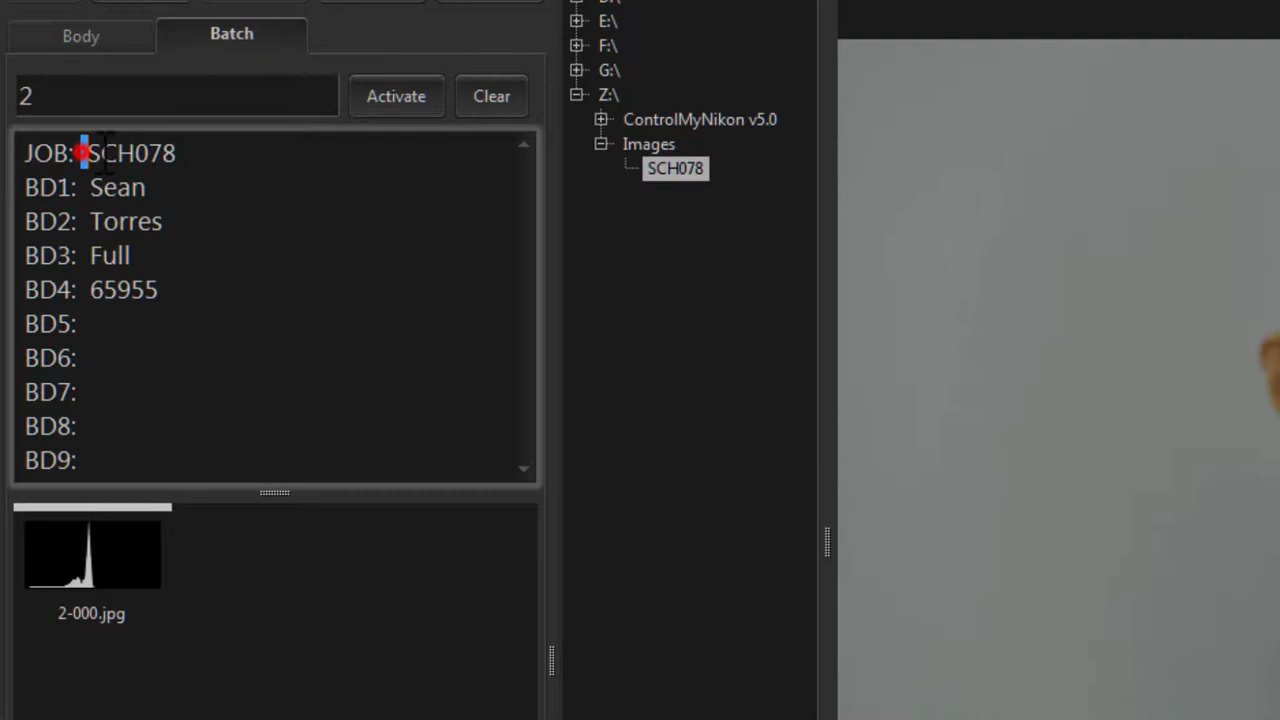 Body Batch
2 Activate Clear
JOB: SCH078
BD1: Sean
BD2: Torres
BD3: Full
BD4: 65955
BD5:
BD6:
BD7:
BD8:
BD9:
2-000.jpg
E:\
F:\
G:\
Z:\
ControlMyNikon v5.0
Images
SCH078